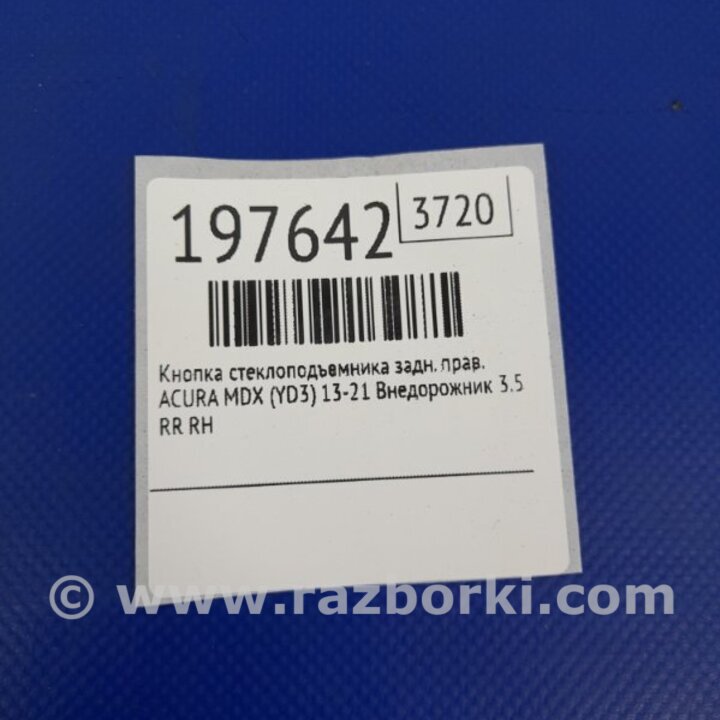 197642
3720
Кнопка стеклоподъемника задн. прав.
ACURA MDX (YD3) 13-21 Внедорожник 3.5
RR RH
© www.razborki.com